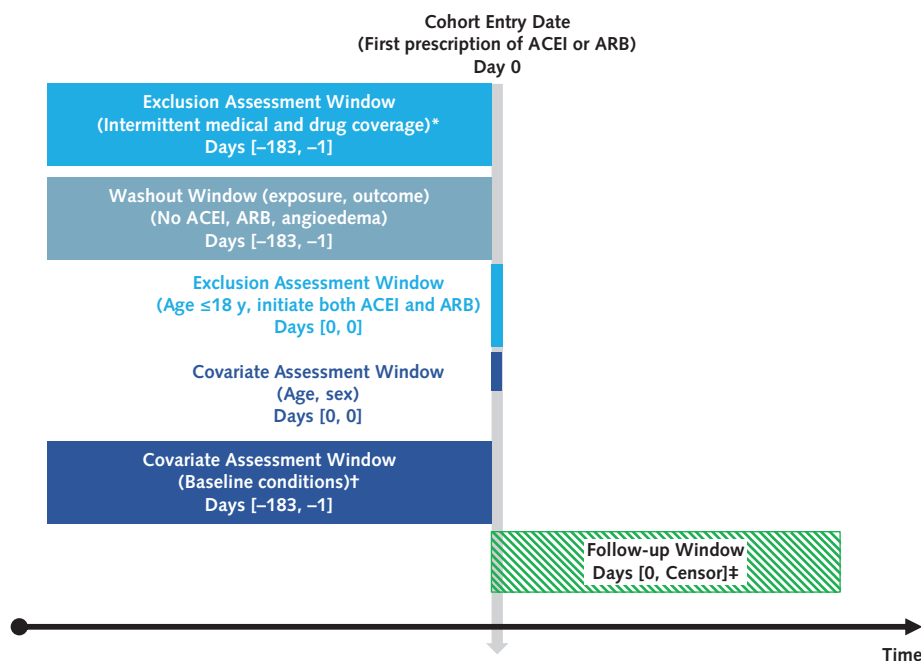 Cohort Entry Date
(First prescription of ACEI or ARB)
Day 0
Exclusion Assessment Window
(Intermittent medical and drug coverage)*
Days [–183, –1]
Washout Window (exposure, outcome)
(No ACEI, ARB, angioedema)
Days [–183, –1]
Exclusion Assessment Window
(Age ≤18 y, initiate both ACEI and ARB)
Days [0, 0]
Covariate Assessment Window
(Age, sex)
Days [0, 0]
Covariate Assessment Window
(Baseline conditions)†
Days [–183, –1]
Follow-up Window
Days [0, Censor]‡
Time